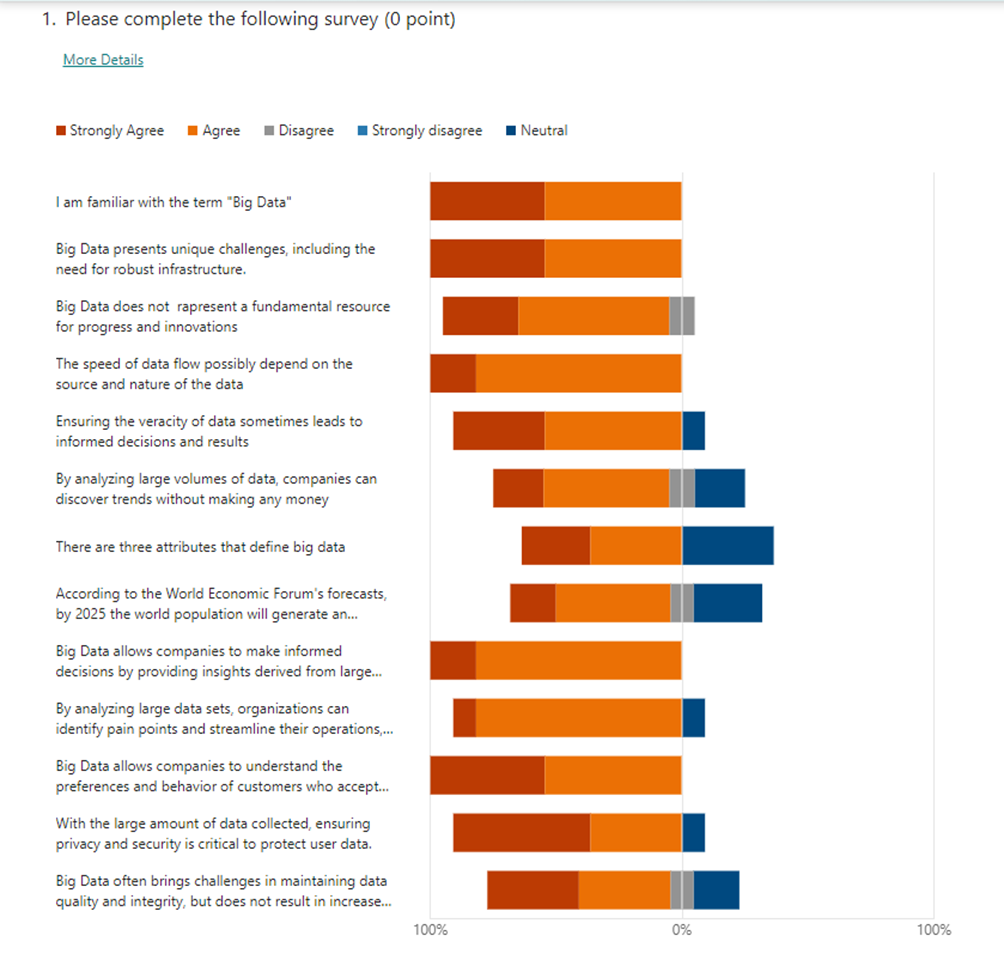 1. Please complete the following survey (0 point)
More Details
Strongly Agree Agree Disagree Strongly disagree Neutral
I am familiar with the term "Big Data"
Big Data presents unique challenges, including the
need for robust infrastructure.
Big Data does not rapresent a fundamental resource
for progress and innovations
The speed of data flow possibly depend on the
source and nature of the data
Ensuring the veracity of data sometimes leads to
informed decisions and results
By analyzing large volumes of data, companies can
discover trends without making any money
There are three attributes that define big data
According to the World Economic Forum's forecasts,
by 2025 the world population will generate an...
Big Data allows companies to make informed
decisions by providing insights derived from large...
By analyzing large data sets, organizations can
identify pain points and streamline their operations,...
Big Data allows companies to understand the
preferences and behavior of customers who accept...
With the large amount of data collected, ensuring
privacy and security is critical to protect user data.
Big Data often brings challenges in maintaining data
quality and integrity, but does not result in increase...
100% 0% 100%